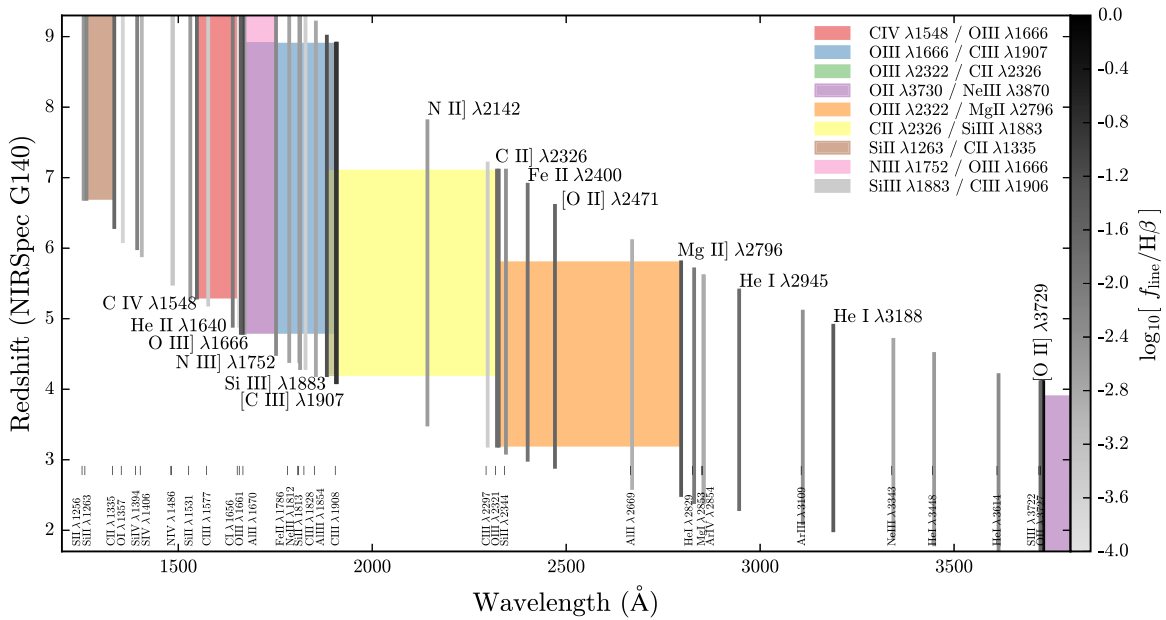 CIV λ1548 / OIII λ1666
OIII λ1666 / CIII λ1907
OIII λ2322 / CII λ2326
OII λ3730 / NeIII λ3870
OIII λ2322 / MgII λ2796
CII λ2326 / SiIII λ1883
SiII λ1263 / CII λ1335
NIII λ1752 / OIII λ1666
SiIII λ1883 / CIII λ1906
N II] λ2142
C II] λ2326
Fe II λ2400
[O II] λ2471
Mg II] λ2796
He I λ2945
He I λ3188
[O II] λ3729
C IV λ1548
He II λ1640
O III] λ1666
N III] λ1752
Si III] λ1883
[C III] λ1907
SII λ1256
SiII λ1263
CII λ1335
OI λ1357
SiIV λ1394
SIV λ1406
NIV λ1486
SiII λ1531
CIII λ1577
CI λ1656
OIII λ1661
AlII λ1670
FeII λ1786
NeIII λ1812
SiII λ1813
CIII λ1828
AlIII λ1854
CIII λ1908
CIII λ2297
OIII λ2321
SiII λ2344
AlII λ2669
HeI λ2829
MgV λ2853
ArIV λ2854
ArIII λ3109
NeIII λ3343
HeI λ3448
HeI λ3614
SIII λ3722
OII λ3727
9
8
7
6
5
4
3
2
Redshift (NIRSpec G140)
1500
2000
2500
3000
3500
Wavelength (Å)
0.0
-0.4
-0.8
-1.2
-1.6
-2.0
-2.4
-2.8
-3.2
-3.6
-4.0
log₁₀[ f_line/Hβ ]